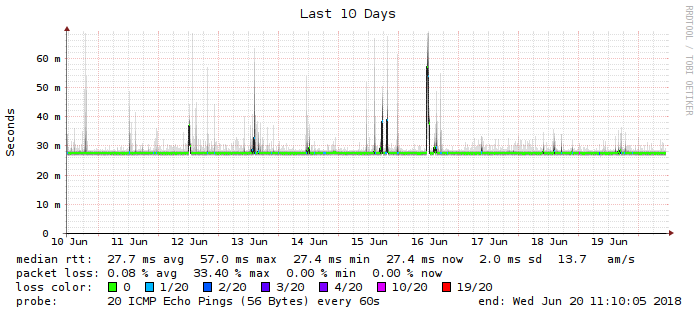 Last 10 Days
RRDTOOL / TOBI OETIKER
Seconds
60 m
50 m
40 m
30 m
20 m
10 m
0
10 Jun 11 Jun 12 Jun 13 Jun 14 Jun 15 Jun 16 Jun 17 Jun 18 Jun 19 Jun
median rtt: 27.7 ms avg 57.0 ms max 27.4 ms min 27.4 ms now 2.0 ms sd 13.7 am/s
packet loss: 0.08 % avg 33.40 % max 0.00 % min 0.00 % now
loss color: 0 1/20 2/20 3/20 4/20 10/20 19/20
probe: 20 ICMP Echo Pings (56 Bytes) every 60s end: Wed Jun 20 11:10:05 2018